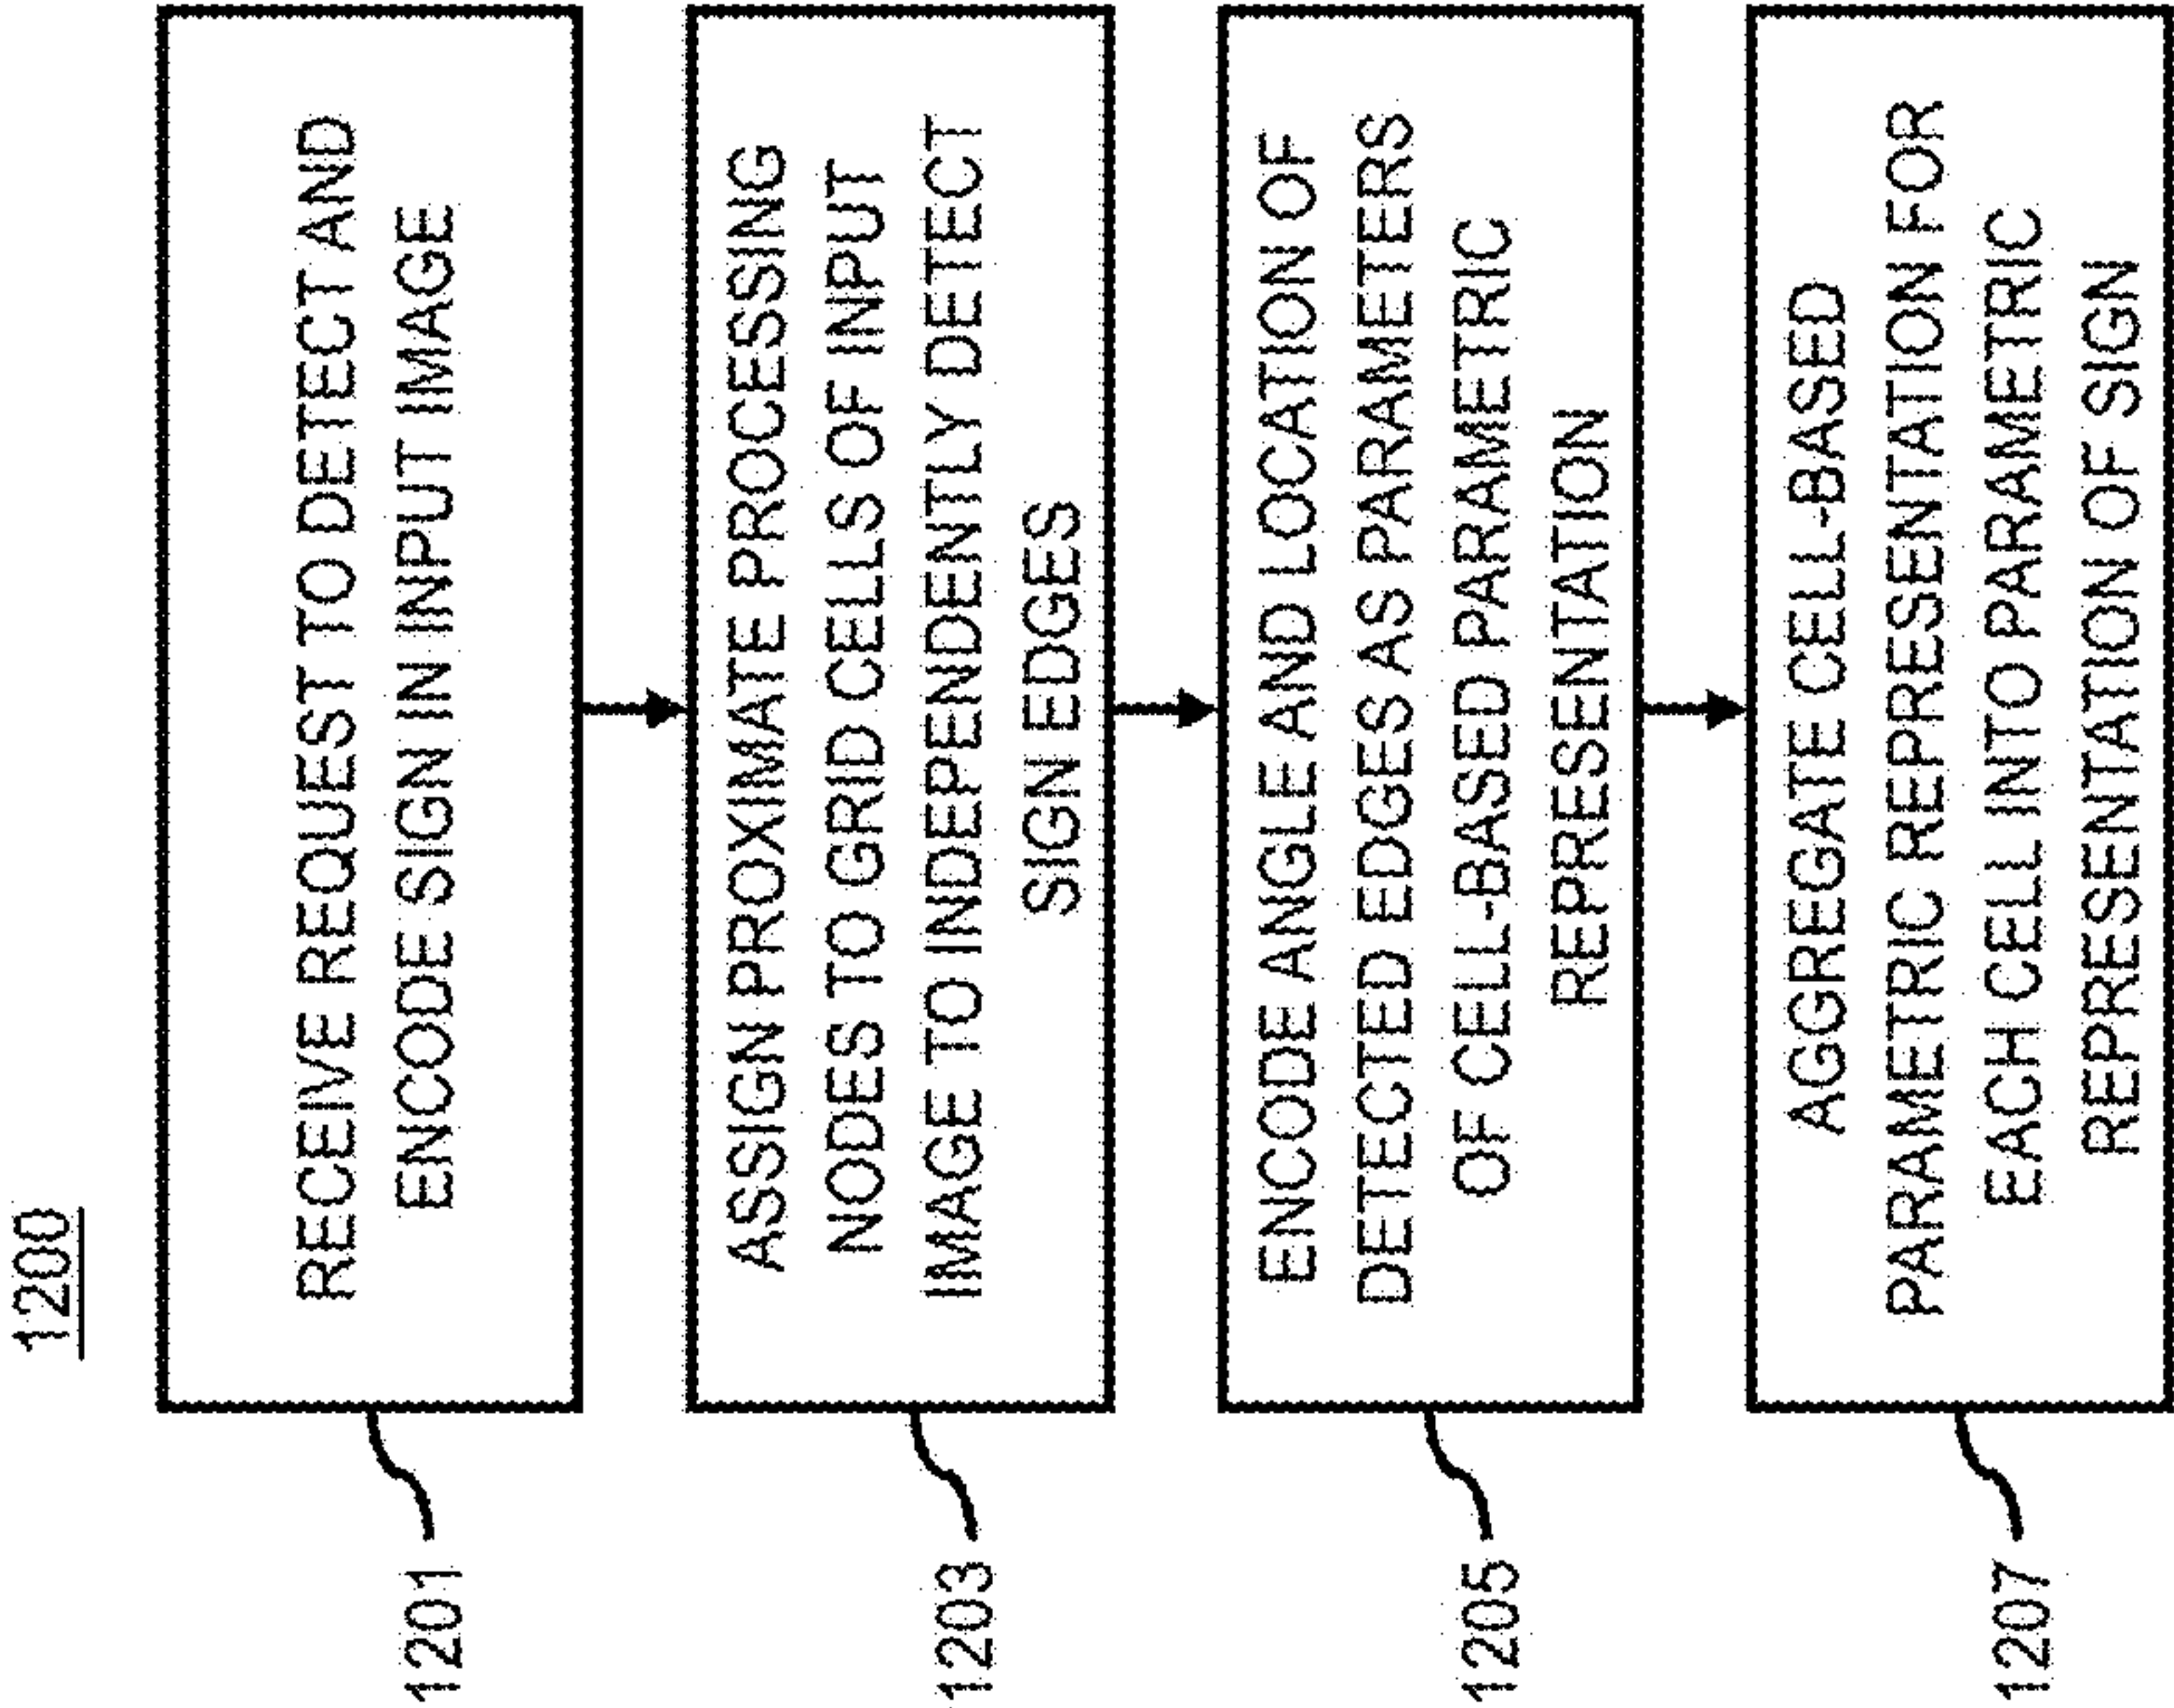 1200
1201
RECEIVE REQUEST TO DETECT AND
ENCODE SIGN IN INPUT IMAGE
1203
ASSIGN PROXIMATE PROCESSING
NODES TO GRID CELLS OF INPUT
IMAGE TO INDEPENDENTLY DETECT
SIGN EDGES
1205
ENCODE ANGLE AND LOCATION OF
DETECTED EDGES AS PARAMETERS
OF CELL-BASED PARAMETRIC
REPRESENTATION
1207
AGGREGATE CELL-BASED
PARAMETRIC REPRESENTATION FOR
EACH CELL INTO PARAMETRIC
REPRESENTATION OF SIGN